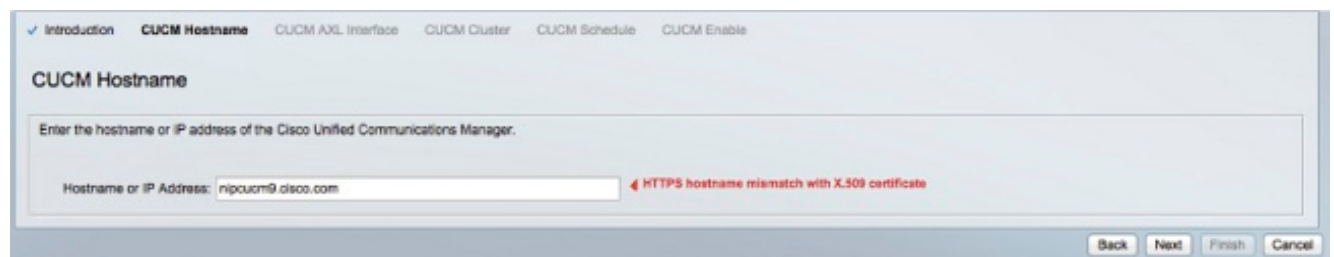 ✓ Introduction CUCM Hostname CUCM AXL Interface CUCM Cluster CUCM Schedule CUCM Enable
CUCM Hostname
Enter the hostname or IP address of the Cisco Unified Communications Manager.
Hostname or IP Address: nipcucm9.cisco.com HTTPS hostname mismatch with X.509 certificate
Back Next Finish Cancel